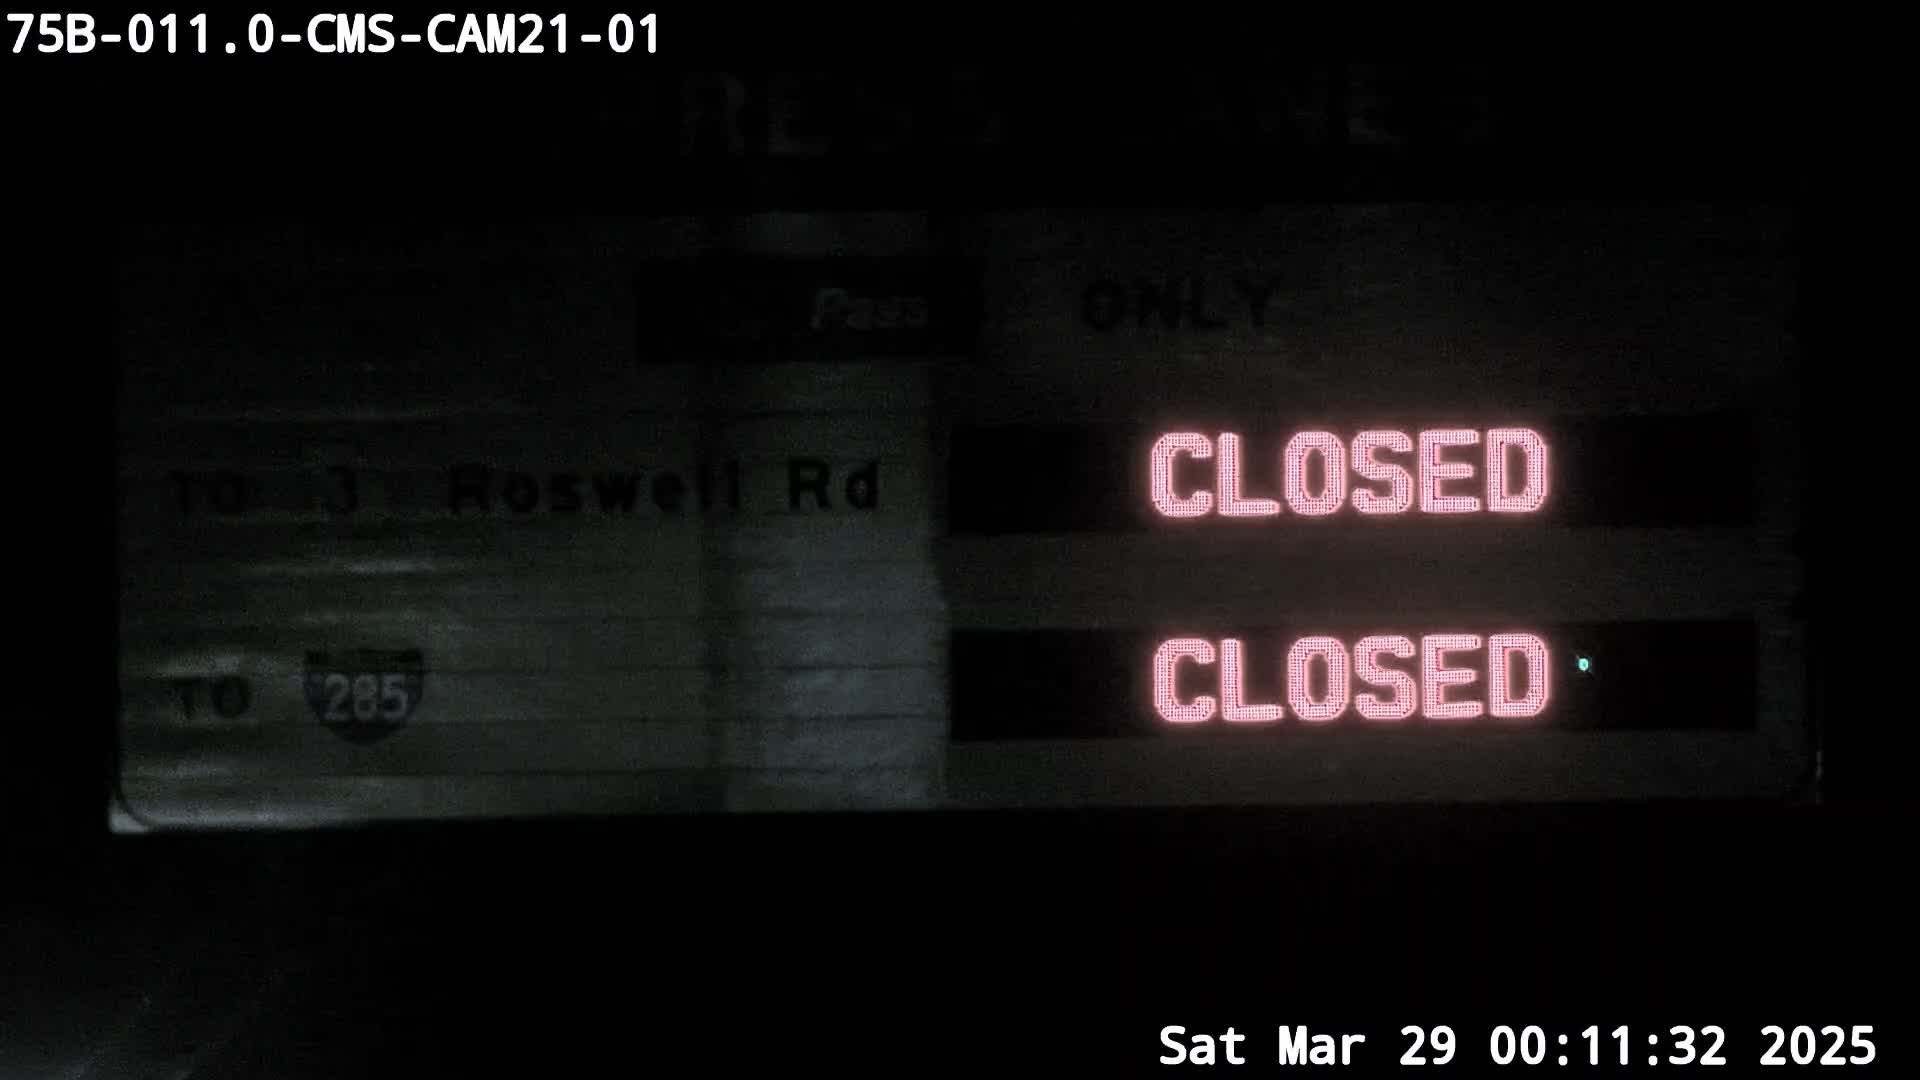 75B-011.0-CMS-CAM21-01
Pass ONLY
TO 3 Roswell Rd CLOSED
TO 285 CLOSED
Sat Mar 29 00:11:32 2025